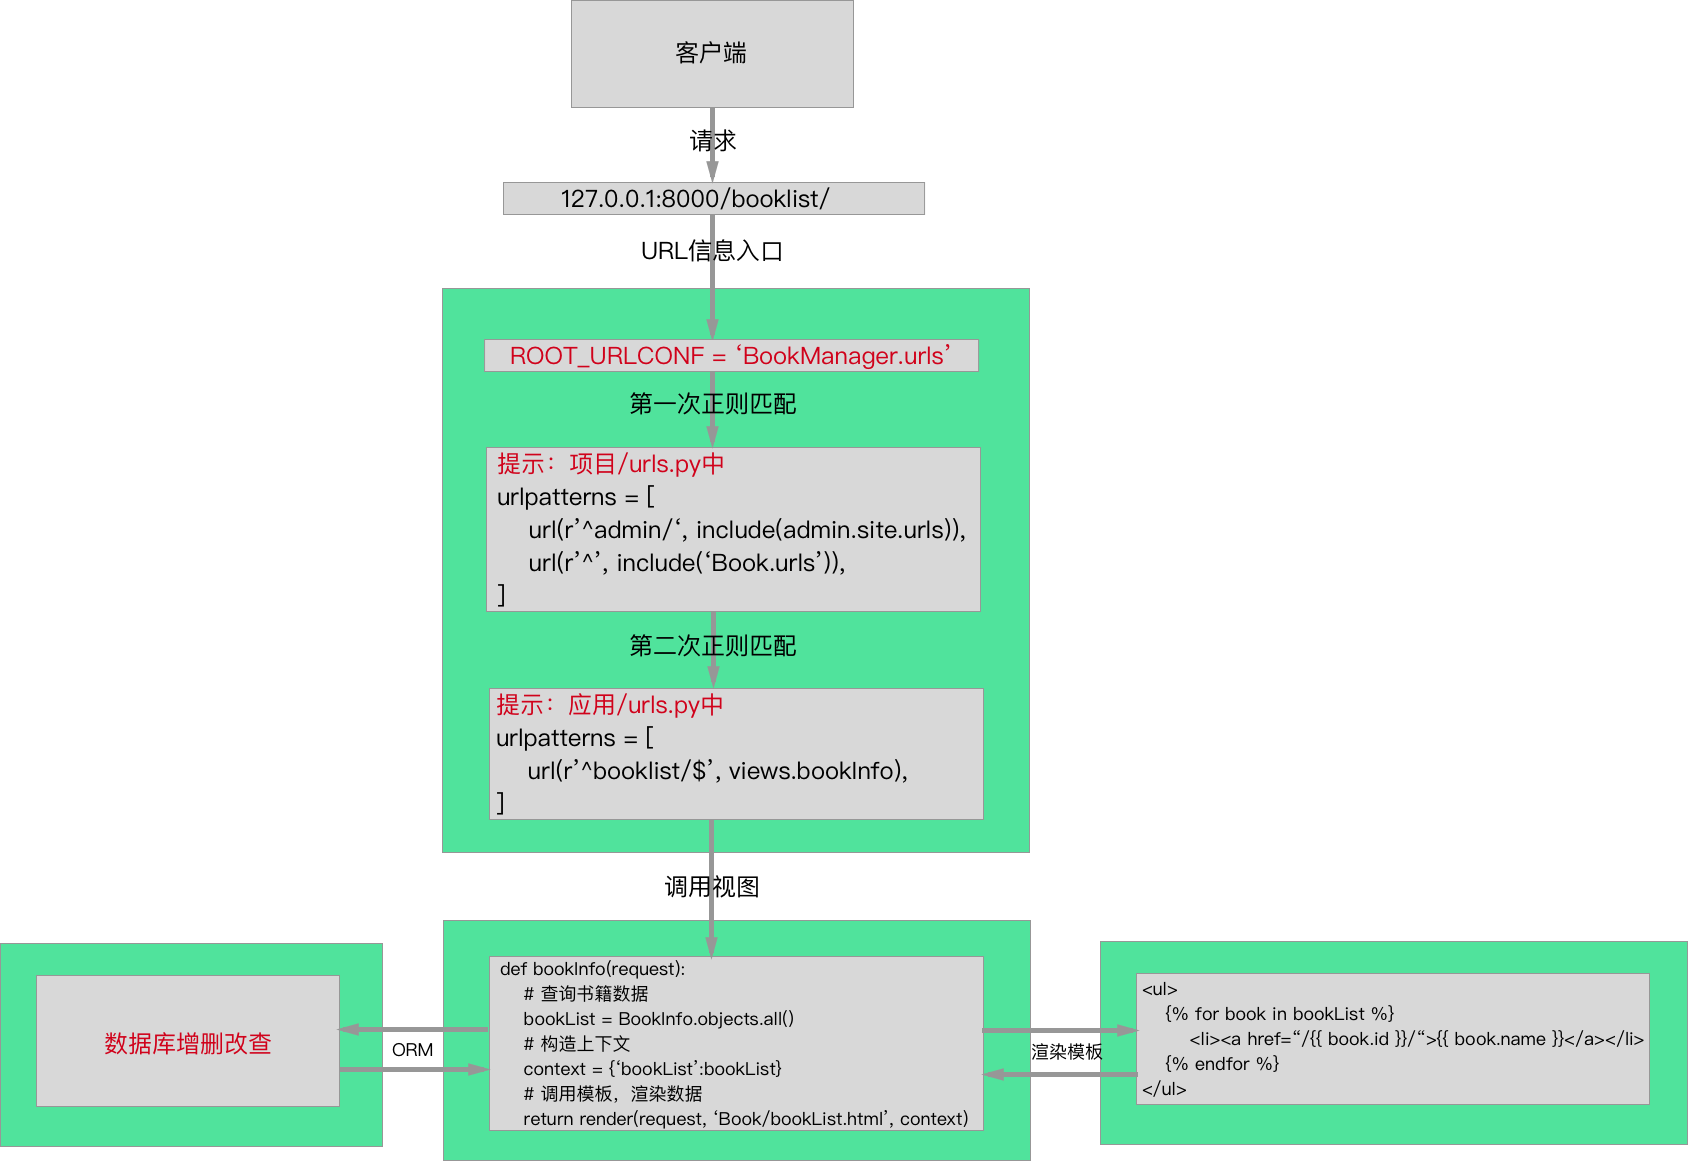 客户端
请求
127.0.0.1:8000/booklist/
URL信息入口
ROOT_URLCONF = ‘BookManager.urls’
第一次正则匹配
提示：项目/urls.py中
urlpatterns = [
url(r’^admin/‘, include(admin.site.urls)),
url(r’^’, include(‘Book.urls’)),
]
第二次正则匹配
提示：应用/urls.py中
urlpatterns = [
url(r’^booklist/$’, views.bookInfo),
]
调用视图
数据库增删改查
ORM
def bookInfo(request):
# 查询书籍数据
bookList = BookInfo.objects.all()
# 构造上下文
context = {‘bookList’:bookList}
# 调用模板，渲染数据
return render(request, ‘Book/bookList.html’, context)
渲染模板
<ul>
{% for book in bookList %}
<li><a href=“/{{ book.id }}/“>{{ book.name }}</a></li>
{% endfor %}
</ul>